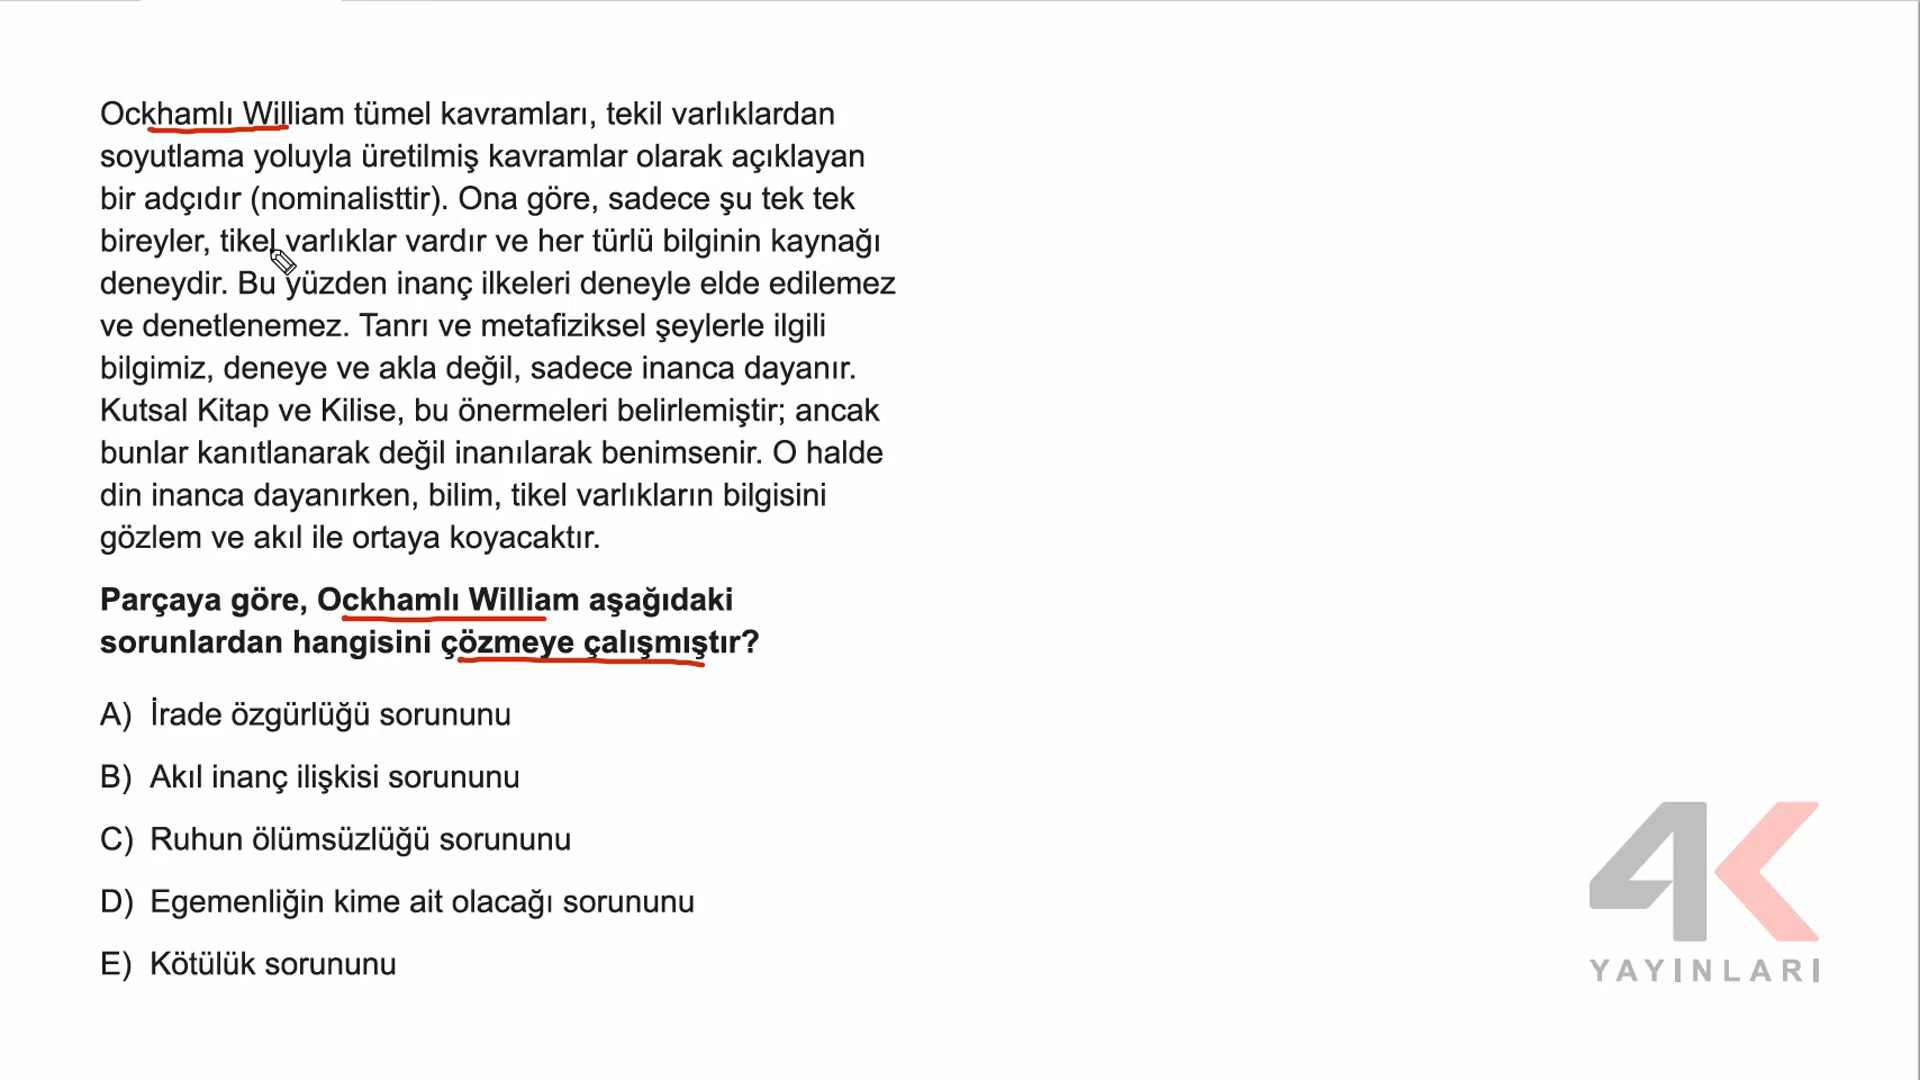 Ockhamlı William tümel kavramları, tekil varlıklardan
soyutlama yoluyla üretilmiş kavramlar olarak açıklayan
bir adçıdır (nominalisttir). Ona göre, sadece şu tek tek
bireyler, tikel varlıklar vardır ve her türlü bilginin kaynağı
deneydir. Bu yüzden inanç ilkeleri deneyle elde edilemez
ve denetlenemez. Tanrı ve metafiziksel şeylerle ilgili
bilgimiz, deneye ve akla değil, sadece inanca dayanır.
Kutsal Kitap ve Kilise, bu önermeleri belirlemiştir; ancak
bunlar kanıtlanarak değil inanılarak benimsenir. O halde
din inanca dayanırken, bilim, tikel varlıkların bilgisini
gözlem ve akıl ile ortaya koyacaktır.
Parçaya göre, Ockhamlı William aşağıdaki
sorunlardan hangisini çözmeye çalışmıştır?
A) İrade özgürlüğü sorununu
B) Akıl inanç ilişkisi sorununu
C) Ruhun ölümsüzlüğü sorununu
D) Egemenliğin kime ait olacağı sorununu
E) Kötülük sorununu
4K
YAYINLARI